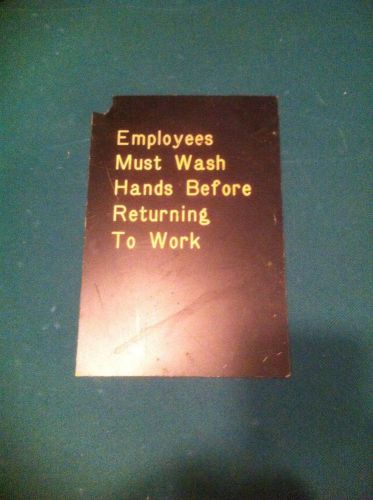 Employees
Must Wash
Hands Before
Returning
To Work